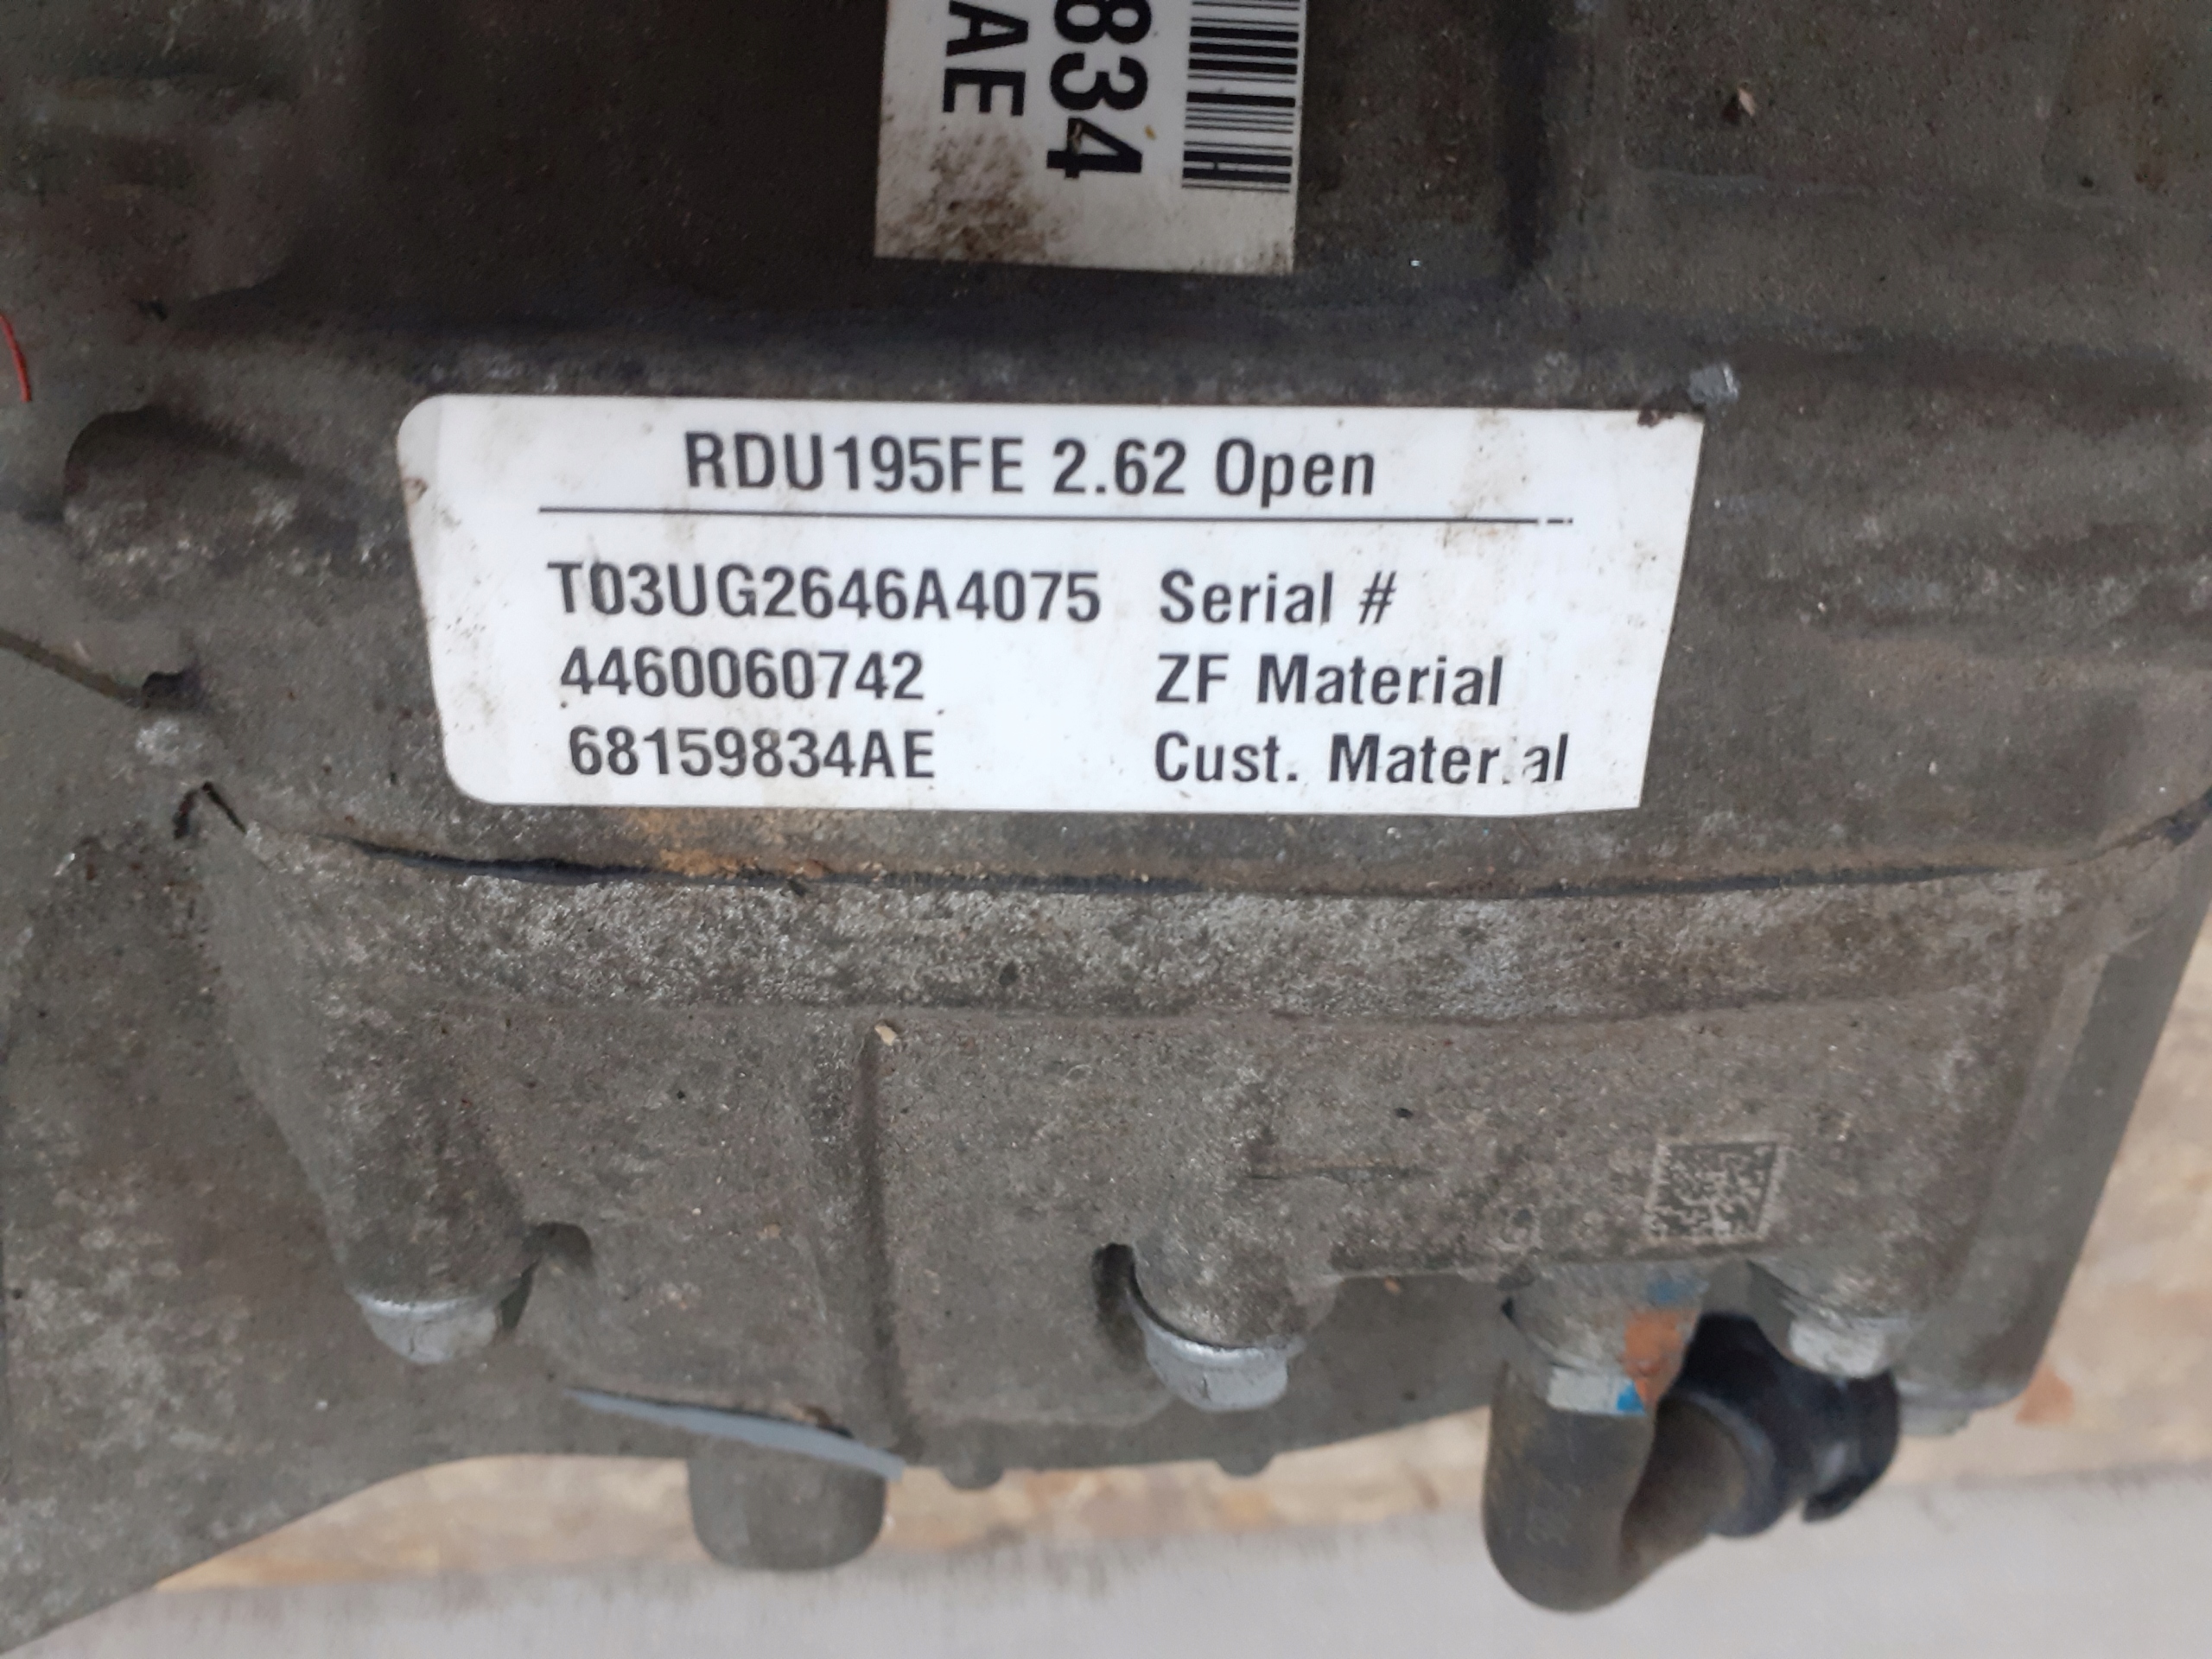 834
AE
RDU195FE 2.62 Open
T03UG2646A4075 Serial #
4460060742 ZF Material
68159834AE Cust. Material